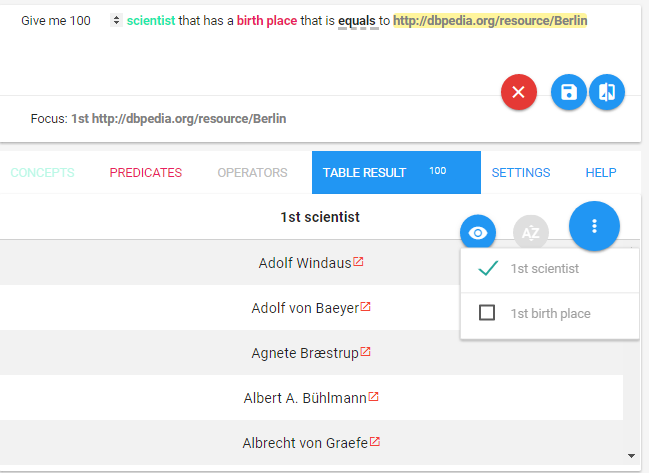 Give me 100 scientist that has a birth place that is equals to http://dbpedia.org/resource/Berlin
Focus: 1st http://dbpedia.org/resource/Berlin
CONCEPTS PREDICATES OPERATORS TABLE RESULT 100 SETTINGS HELP
1st scientist
AZ
Adolf Windaus
1st scientist
Adolf von Baeyer
1st birth place
Agnete Bræstrup
Albert A. Bühlmann
Albrecht von Graefe